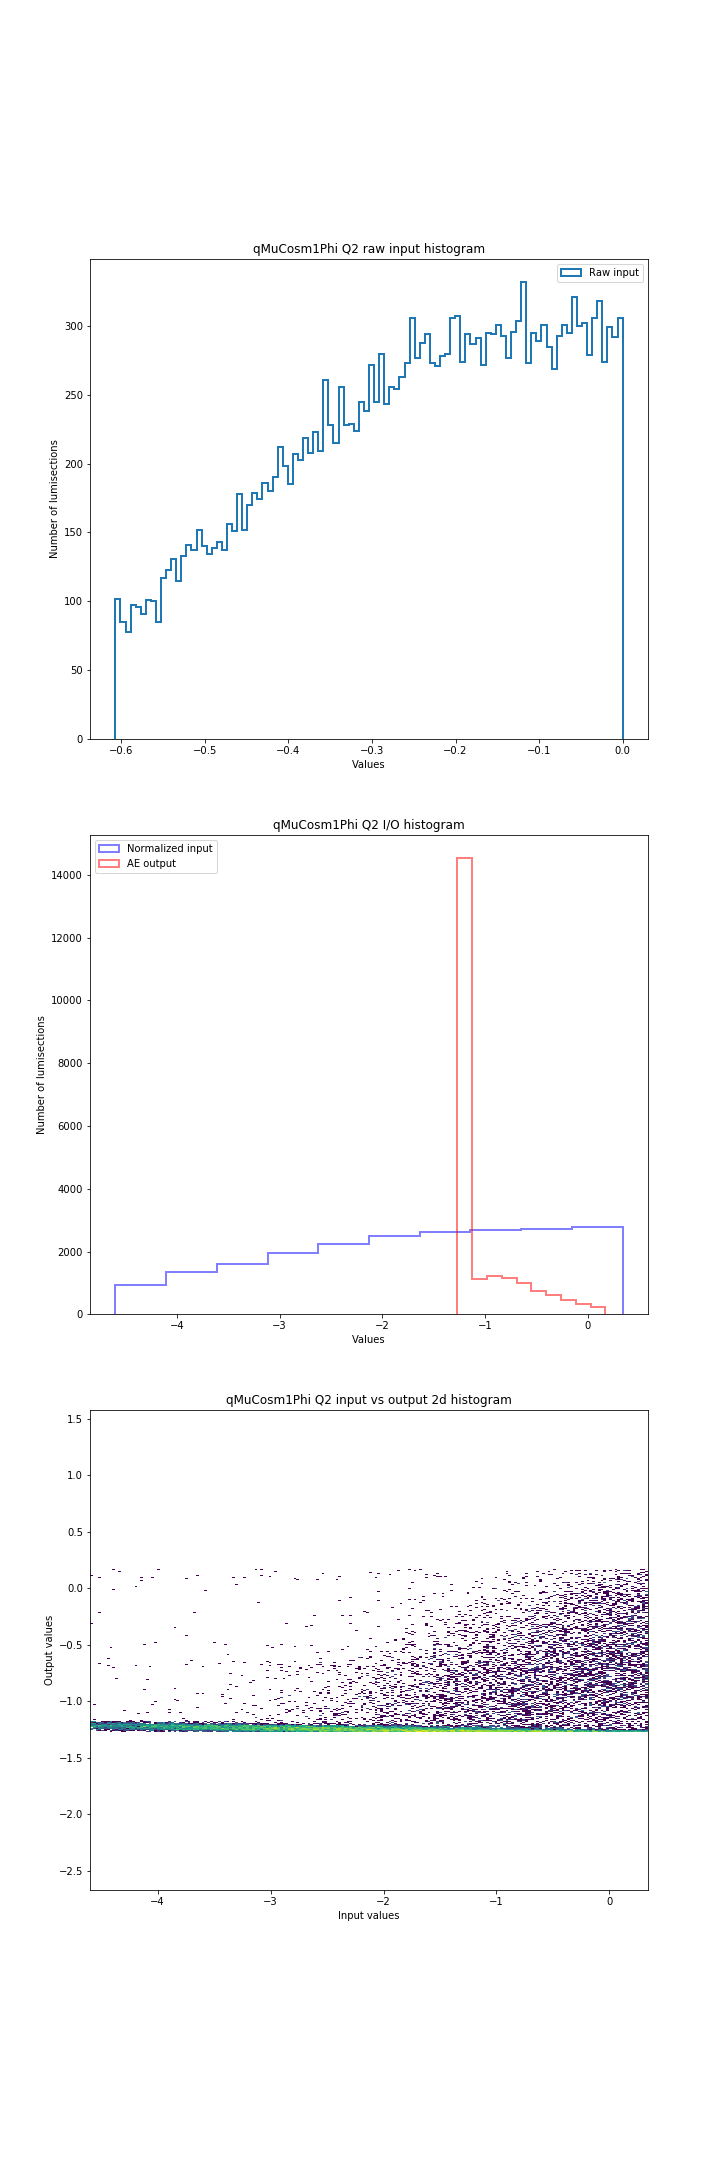 qMuCosm1Phi Q2 raw input histogram
Raw input
300
250
200
150
100
50
0
Number of lumisections
−0.6 −0.5 −0.4 −0.3 −0.2 −0.1 0.0
Values
qMuCosm1Phi Q2 I/O histogram
Normalized input
AE output
14000
12000
10000
8000
6000
4000
2000
0
Number of lumisections
−4 −3 −2 −1 0
Values
qMuCosm1Phi Q2 input vs output 2d histogram
1.5
1.0
0.5
0.0
−0.5
−1.0
−1.5
−2.0
−2.5
Output values
−4 −3 −2 −1 0
Input values